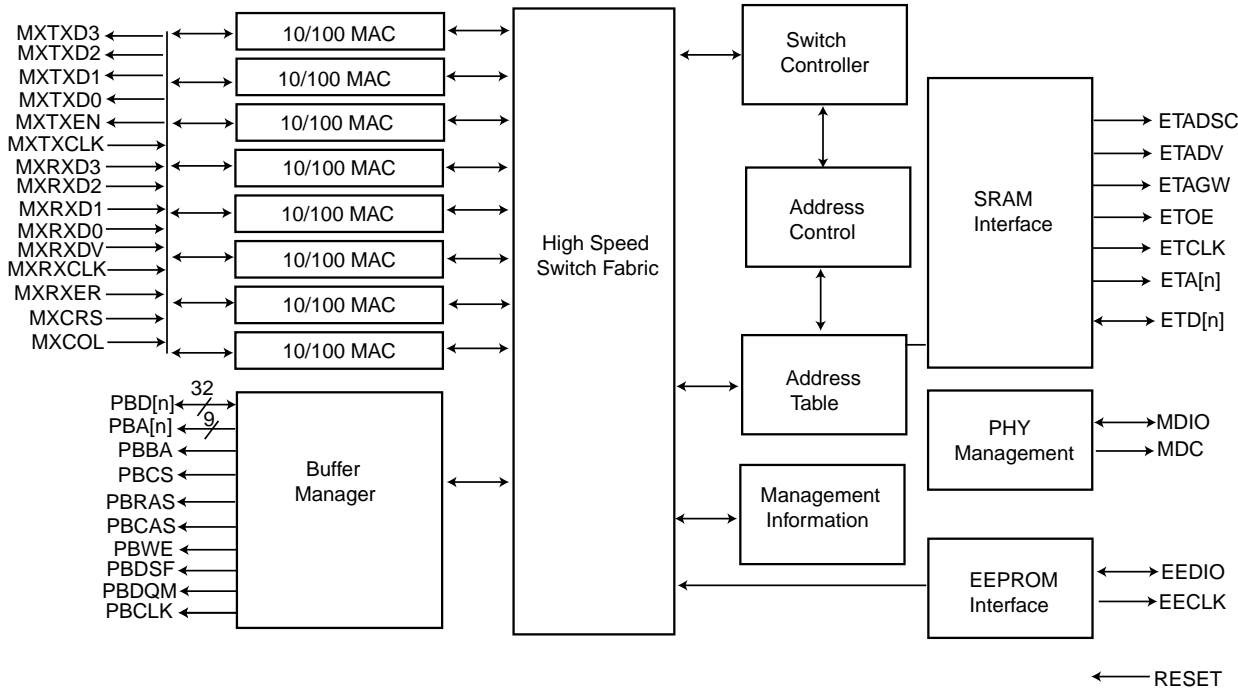 MXTXD3
MXTXD2
MXTXD1
MXTXD0
MXTXEN
MXTXCLK
MXRXD3
MXRXD2
MXRXD1
MXRXD0
MXRXDV
MXRXCLK
MXRXER
MXCRS
MXCOL
10/100 MAC
10/100 MAC
10/100 MAC
10/100 MAC
10/100 MAC
10/100 MAC
10/100 MAC
10/100 MAC
PBD[n]
32
PBA[n]
9
PBBA
PBCS
PBRAS
PBCAS
PBWE
PBDSF
PBDQM
PBCLK
Buffer
Manager
High Speed
Switch Fabric
Switch
Controller
Address
Control
Address
Table
Management
Information
SRAM
Interface
ETADSC
ETADV
ETAGW
ETOE
ETCLK
ETA[n]
ETD[n]
PHY
Management
MDIO
MDC
EEPROM
Interface
EEDIO
EECLK
RESET